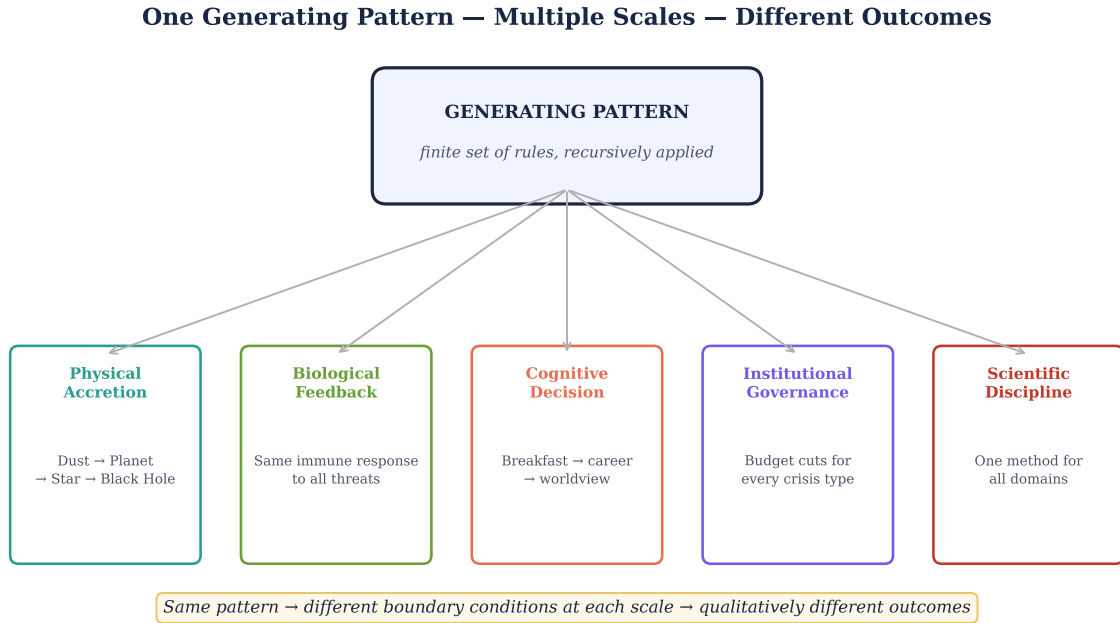 One Generating Pattern — Multiple Scales — Different Outcomes
GENERATING PATTERN
finite set of rules, recursively applied
Physical
Accretion
Dust → Planet
→ Star → Black Hole
Biological
Feedback
Same immune response
to all threats
Cognitive
Decision
Breakfast → career
→ worldview
Institutional
Governance
Budget cuts for
every crisis type
Scientific
Discipline
One method for
all domains
Same pattern → different boundary conditions at each scale → qualitatively different outcomes